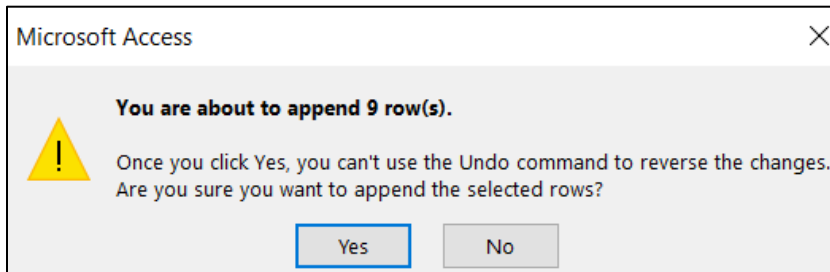 Microsoft Access
You are about to append 9 row(s).
Once you click Yes, you can't use the Undo command to reverse the changes.
Are you sure you want to append the selected rows?
Yes No